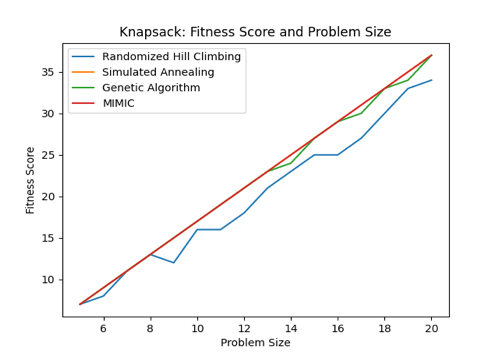 Knapsack: Fitness Score and Problem Size
Randomized Hill Climbing
Simulated Annealing
Genetic Algorithm
MIMIC
Fitness Score
35
30
25
20
15
10
6 8 10 12 14 16 18 20
Problem Size